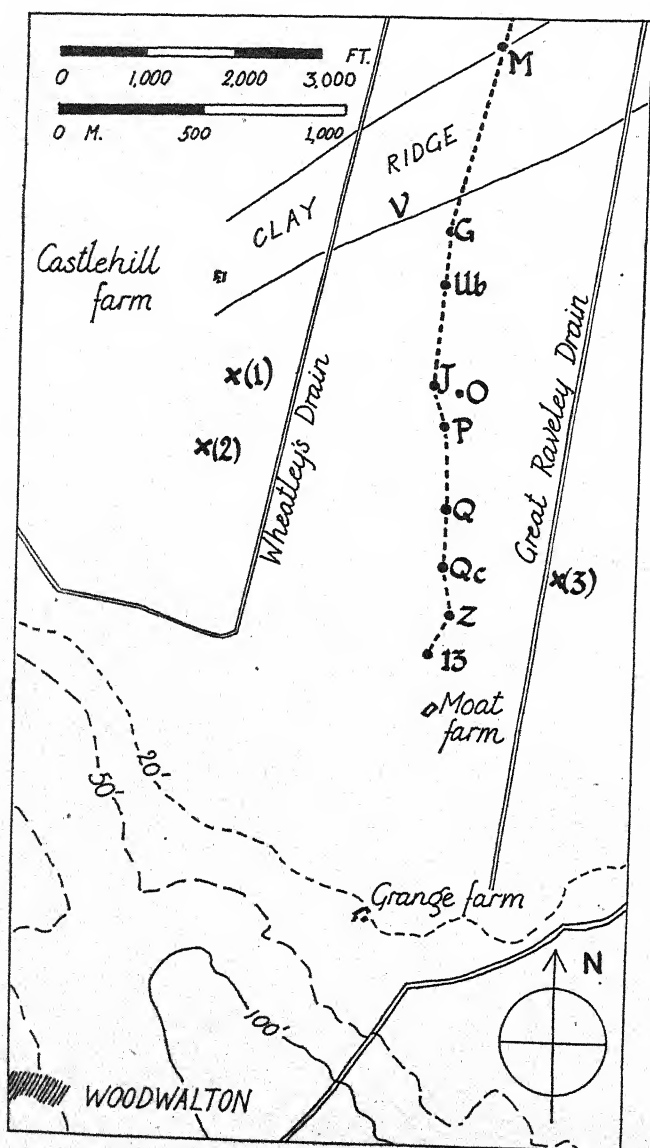 FT.
0 1,000 2,000 3,000
0 M. 500 1,000
M
RIDGE
CLAY
V
G
Castlehill
farm
11b
x(1)
J
.O
P
x(2)
Wheatley's Drain
Great Raveley Drain
Q
Qc
x(3)
Z
13
Moat
farm
20'
50'
Grange farm
N
100'
WOODWALTON